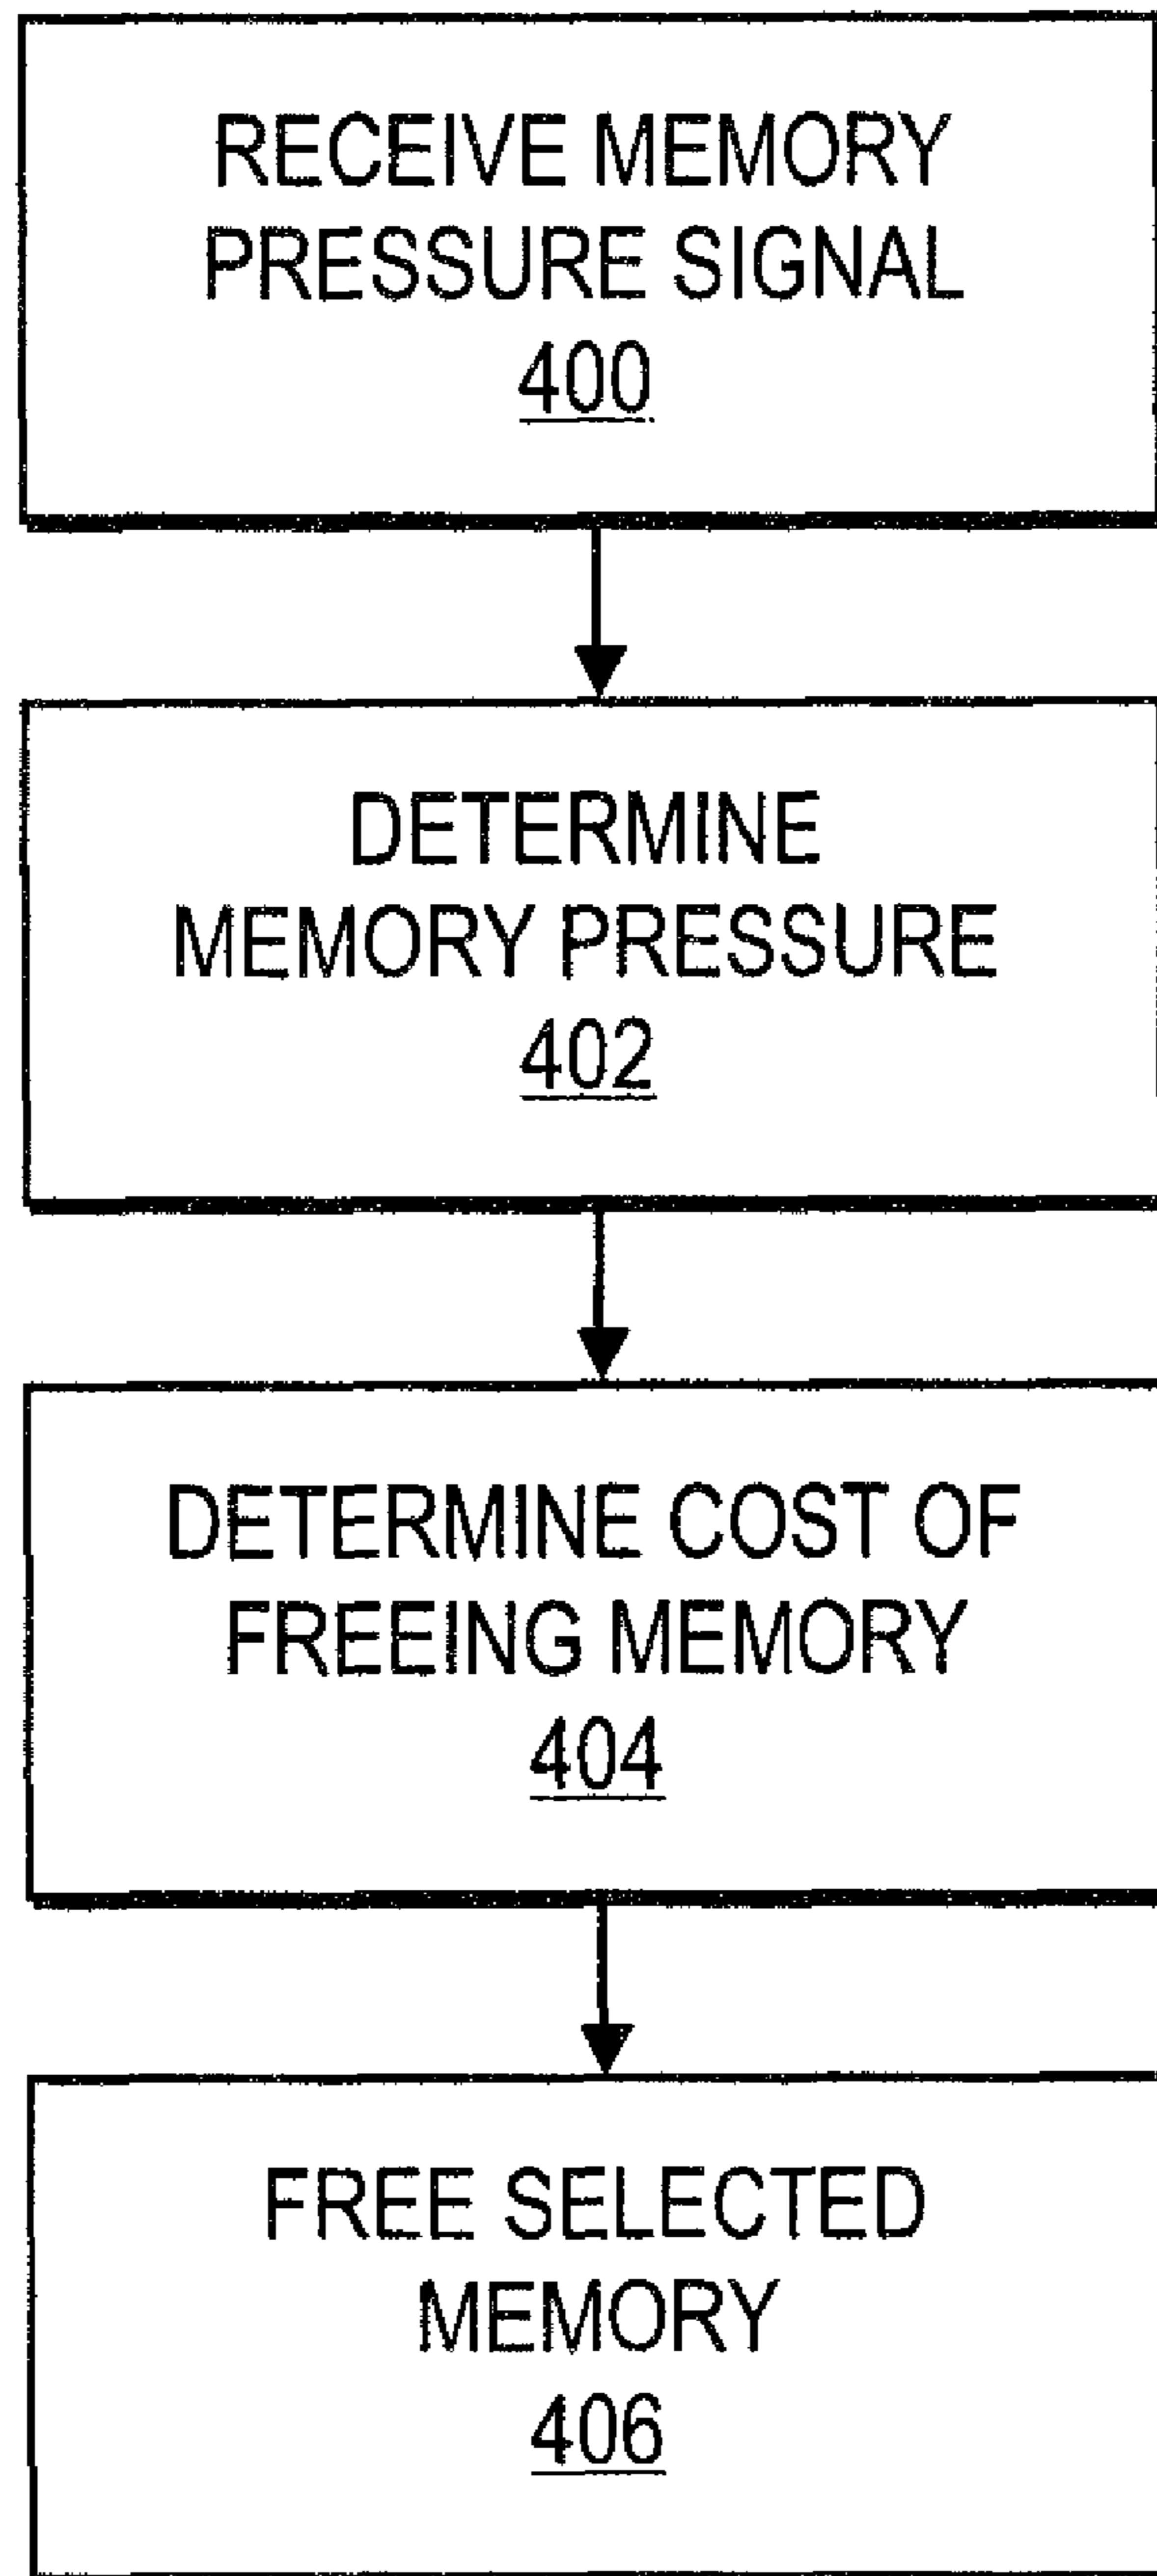 RECEIVE MEMORY
PRESSURE SIGNAL
400
DETERMINE
MEMORY PRESSURE
402
DETERMINE COST OF
FREEING MEMORY
404
FREE SELECTED
MEMORY
406